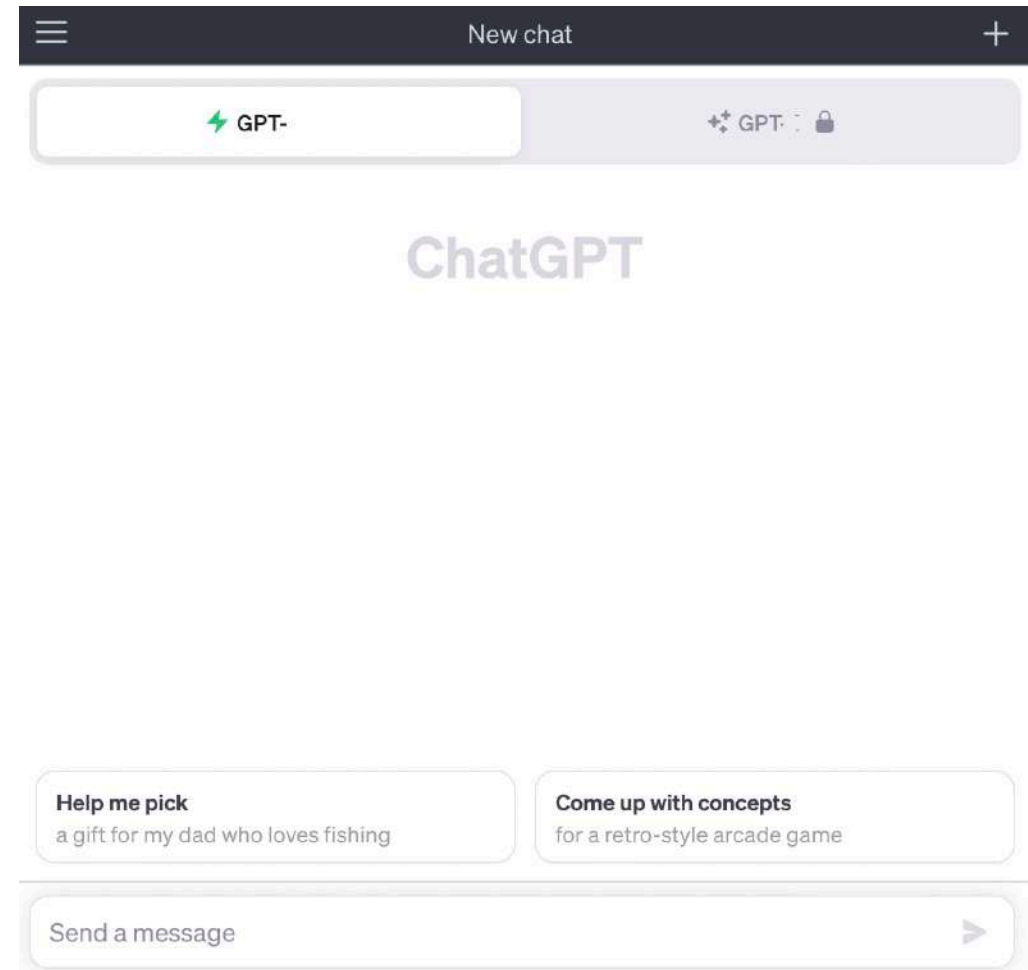 New chat
GPT-
GPT-
ChatGPT
Help me pick
a gift for my dad who loves fishing
Come up with concepts
for a retro-style arcade game
Send a message